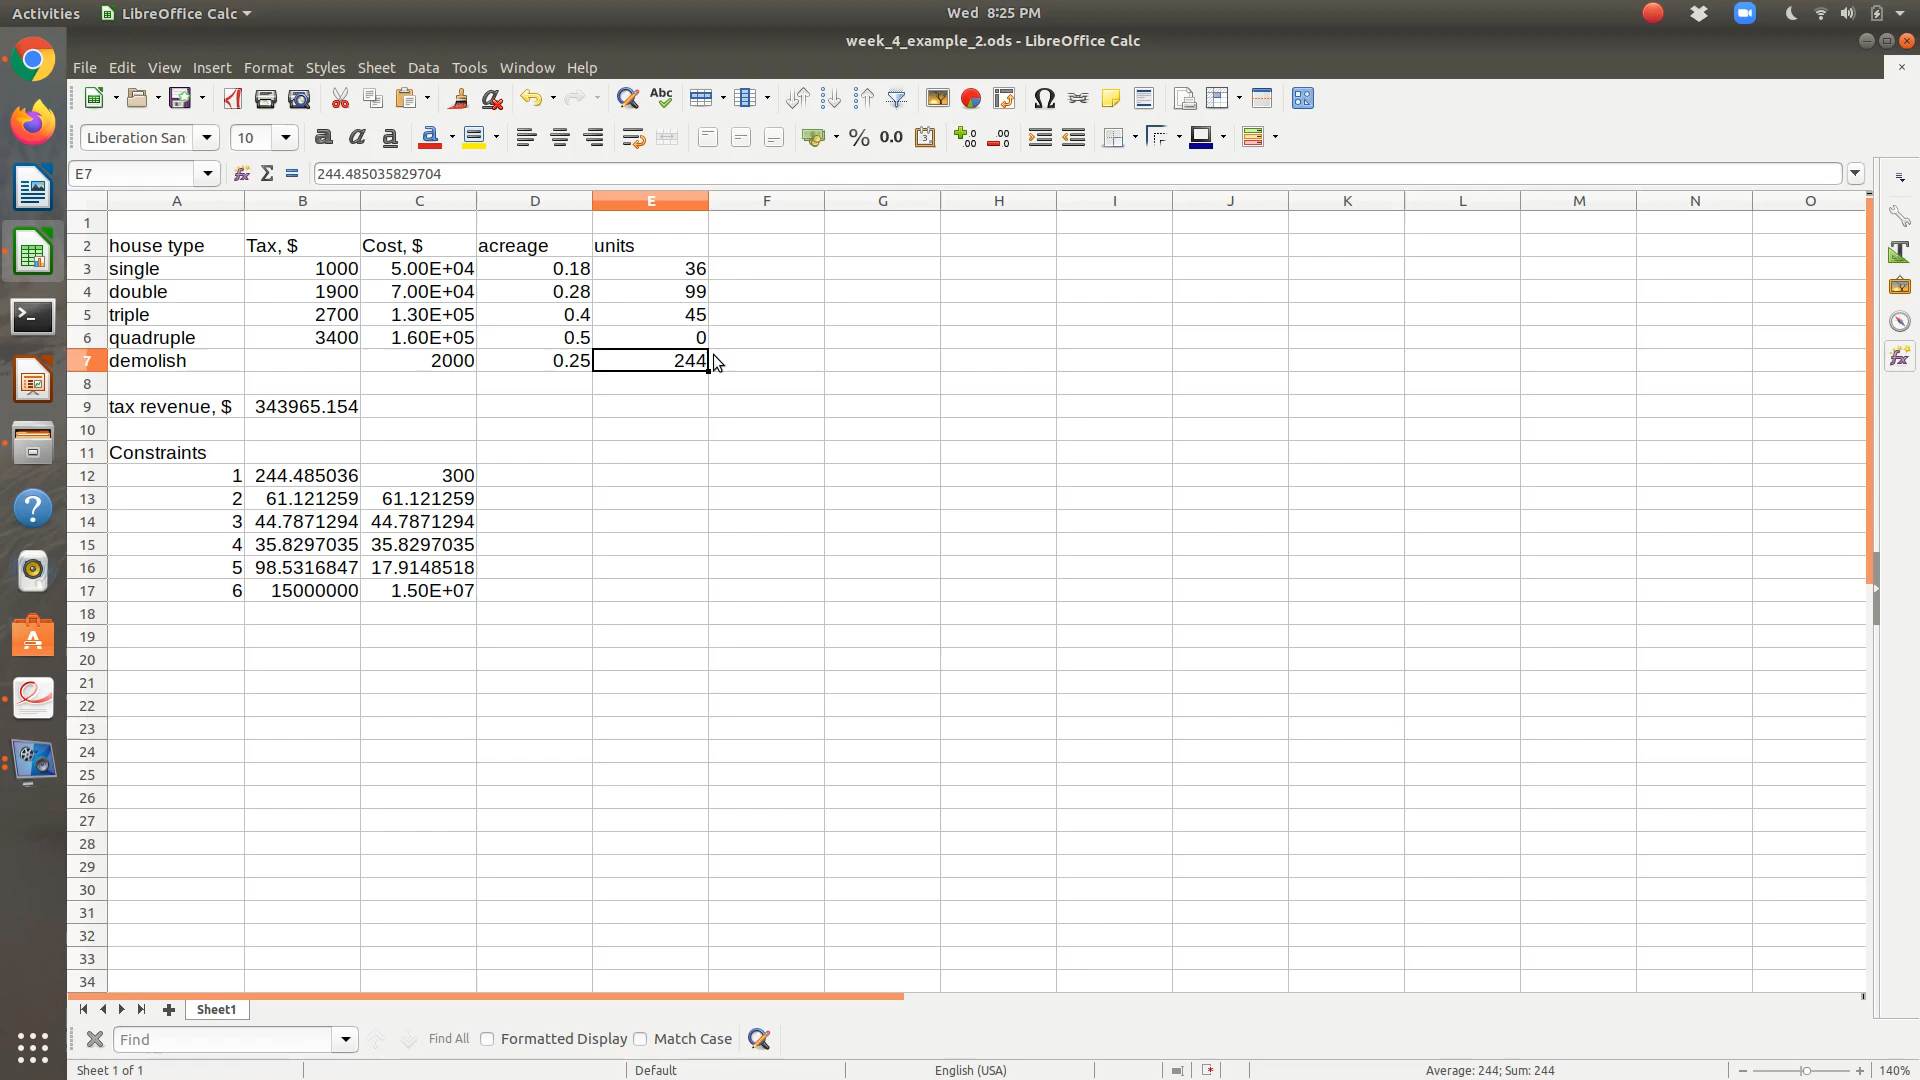 Activities LibreOffice Calc Wed 8:25 PM
week_4_example_2.ods - LibreOffice Calc
File Edit View Insert Format Styles Sheet Data Tools Window Help
Liberation San 10
E7 244.485035829704
A B C D E F G H I J K L M N O
1
2 house type Tax, $ Cost, $ acreage units
3 single 1000 5.00E+04 0.18 36
4 double 1900 7.00E+04 0.28 99
5 triple 2700 1.30E+05 0.4 45
6 quadruple 3400 1.60E+05 0.5 0
7 demolish 2000 0.25 244
8
9 tax revenue, $ 343965.154
10
11 Constraints
12 1 244.485036 300
13 2 61.121259 61.121259
14 3 44.7871294 44.7871294
15 4 35.8297035 35.8297035
16 5 98.5316847 17.9148518
17 6 15000000 1.50E+07
18
19
20
21
22
23
24
25
26
27
28
29
30
31
32
33
34
Sheet1
Find Find All Formatted Display Match Case
Sheet 1 of 1 Default English (USA) Average: 244; Sum: 244 140%